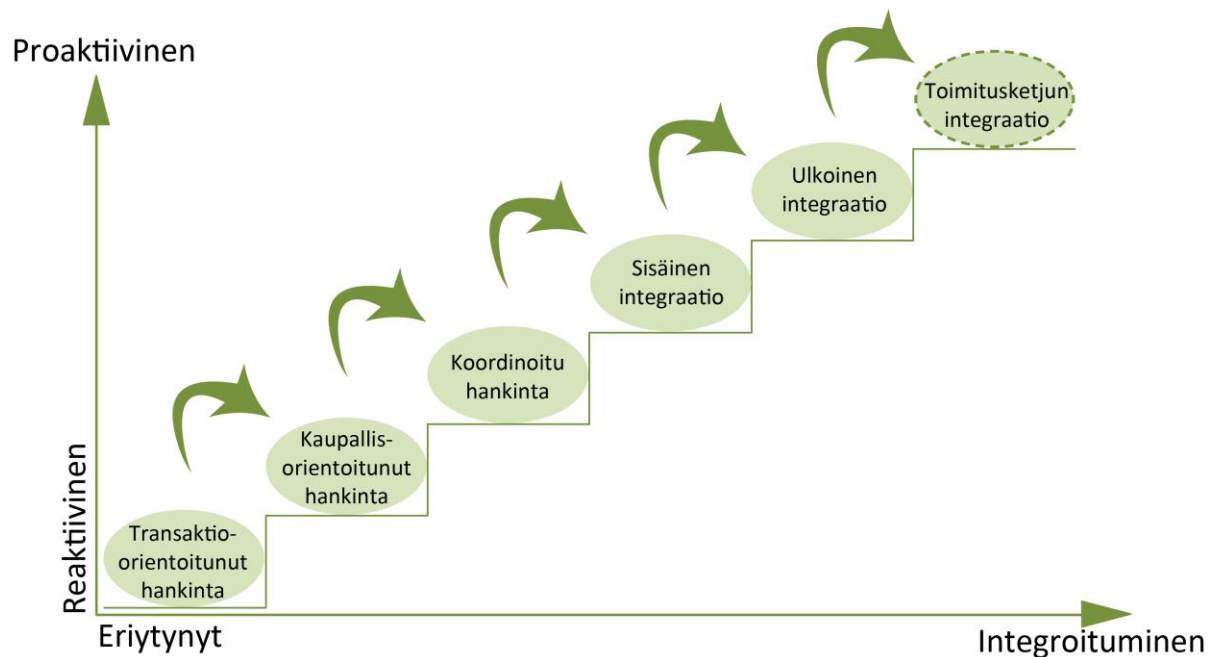 Proaktiivinen
Toimitusketjun
integraatio
Ulkoinen
integraatio
Sisäinen
integraatio
Koordinoitu
hankinta
Kaupallis-
orientoitunut
hankinta
Transaktio-
orientoitunut
hankinta
Reaktiivinen
Eriytynyt
Integroituminen